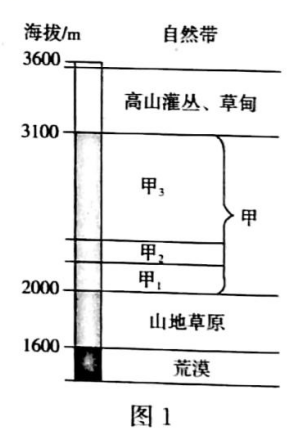 海拔/m 自然带
3600
高山灌丛、草甸
3100
甲₃
甲
甲₂
甲₁
2000
山地草原
1600
荒漠
图1